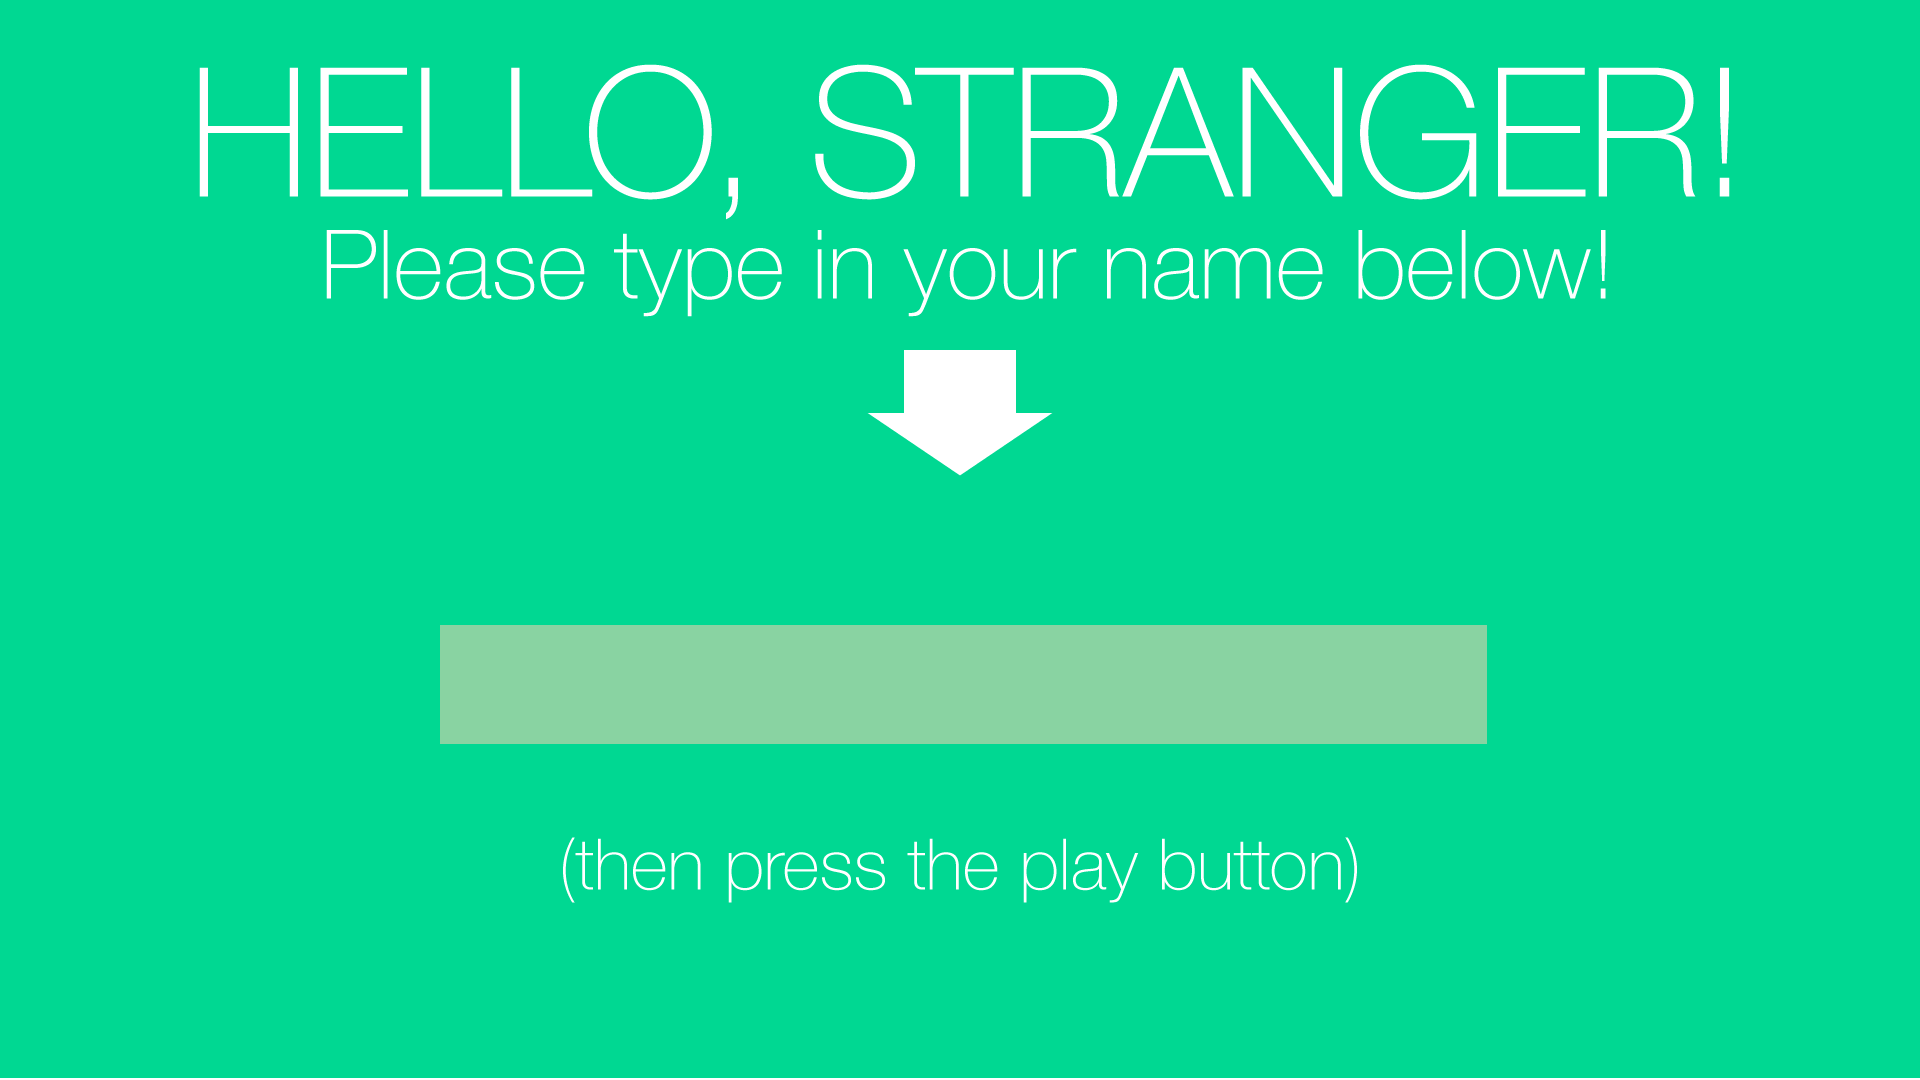 HELLO, STRANGER!
Please type in your name below!
(then press the play button)